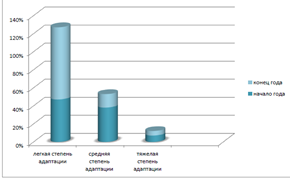 140%
120%
100%
80%
60%
40%
20%
0%
легкая степень
адаптации
средняя
степень
адаптации
тяжелая
степень
адаптации
конец года
начало года